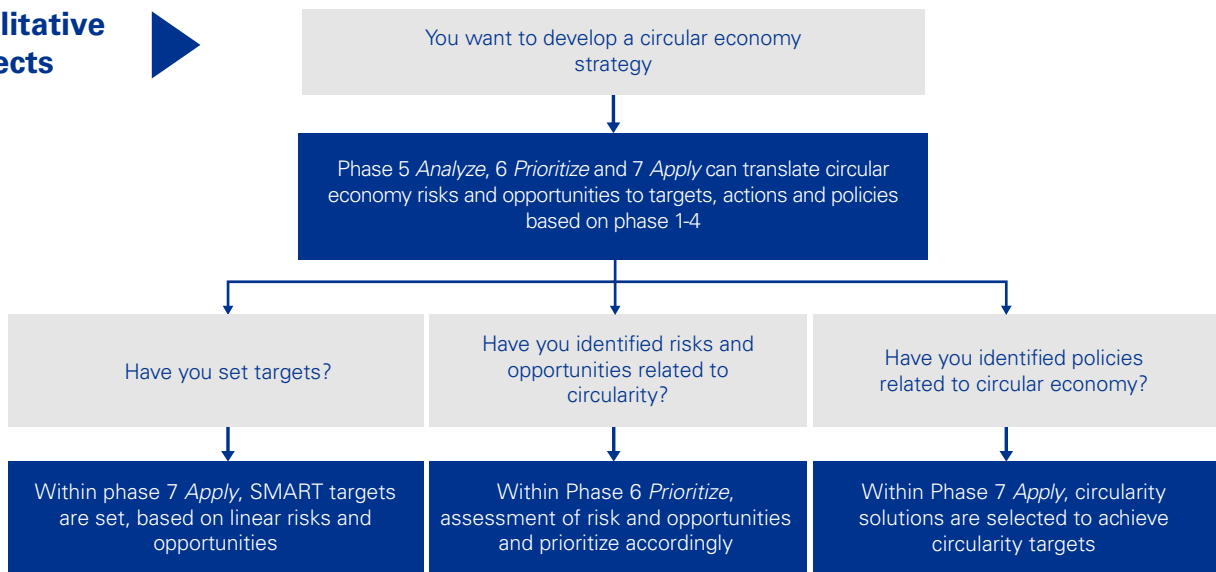 litative
ects
You want to develop a circular economy
strategy
Phase 5 Analyze, 6 Prioritize and 7 Apply can translate circular
economy risks and opportunities to targets, actions and policies
based on phase 1-4
Have you set targets?
Have you identified risks and
opportunities related to
circularity?
Have you identified policies
related to circular economy?
Within phase 7 Apply, SMART targets
are set, based on linear risks and
opportunities
Within Phase 6 Prioritize,
assessment of risk and opportunities
and prioritize accordingly
Within Phase 7 Apply, circularity
solutions are selected to achieve
circularity targets